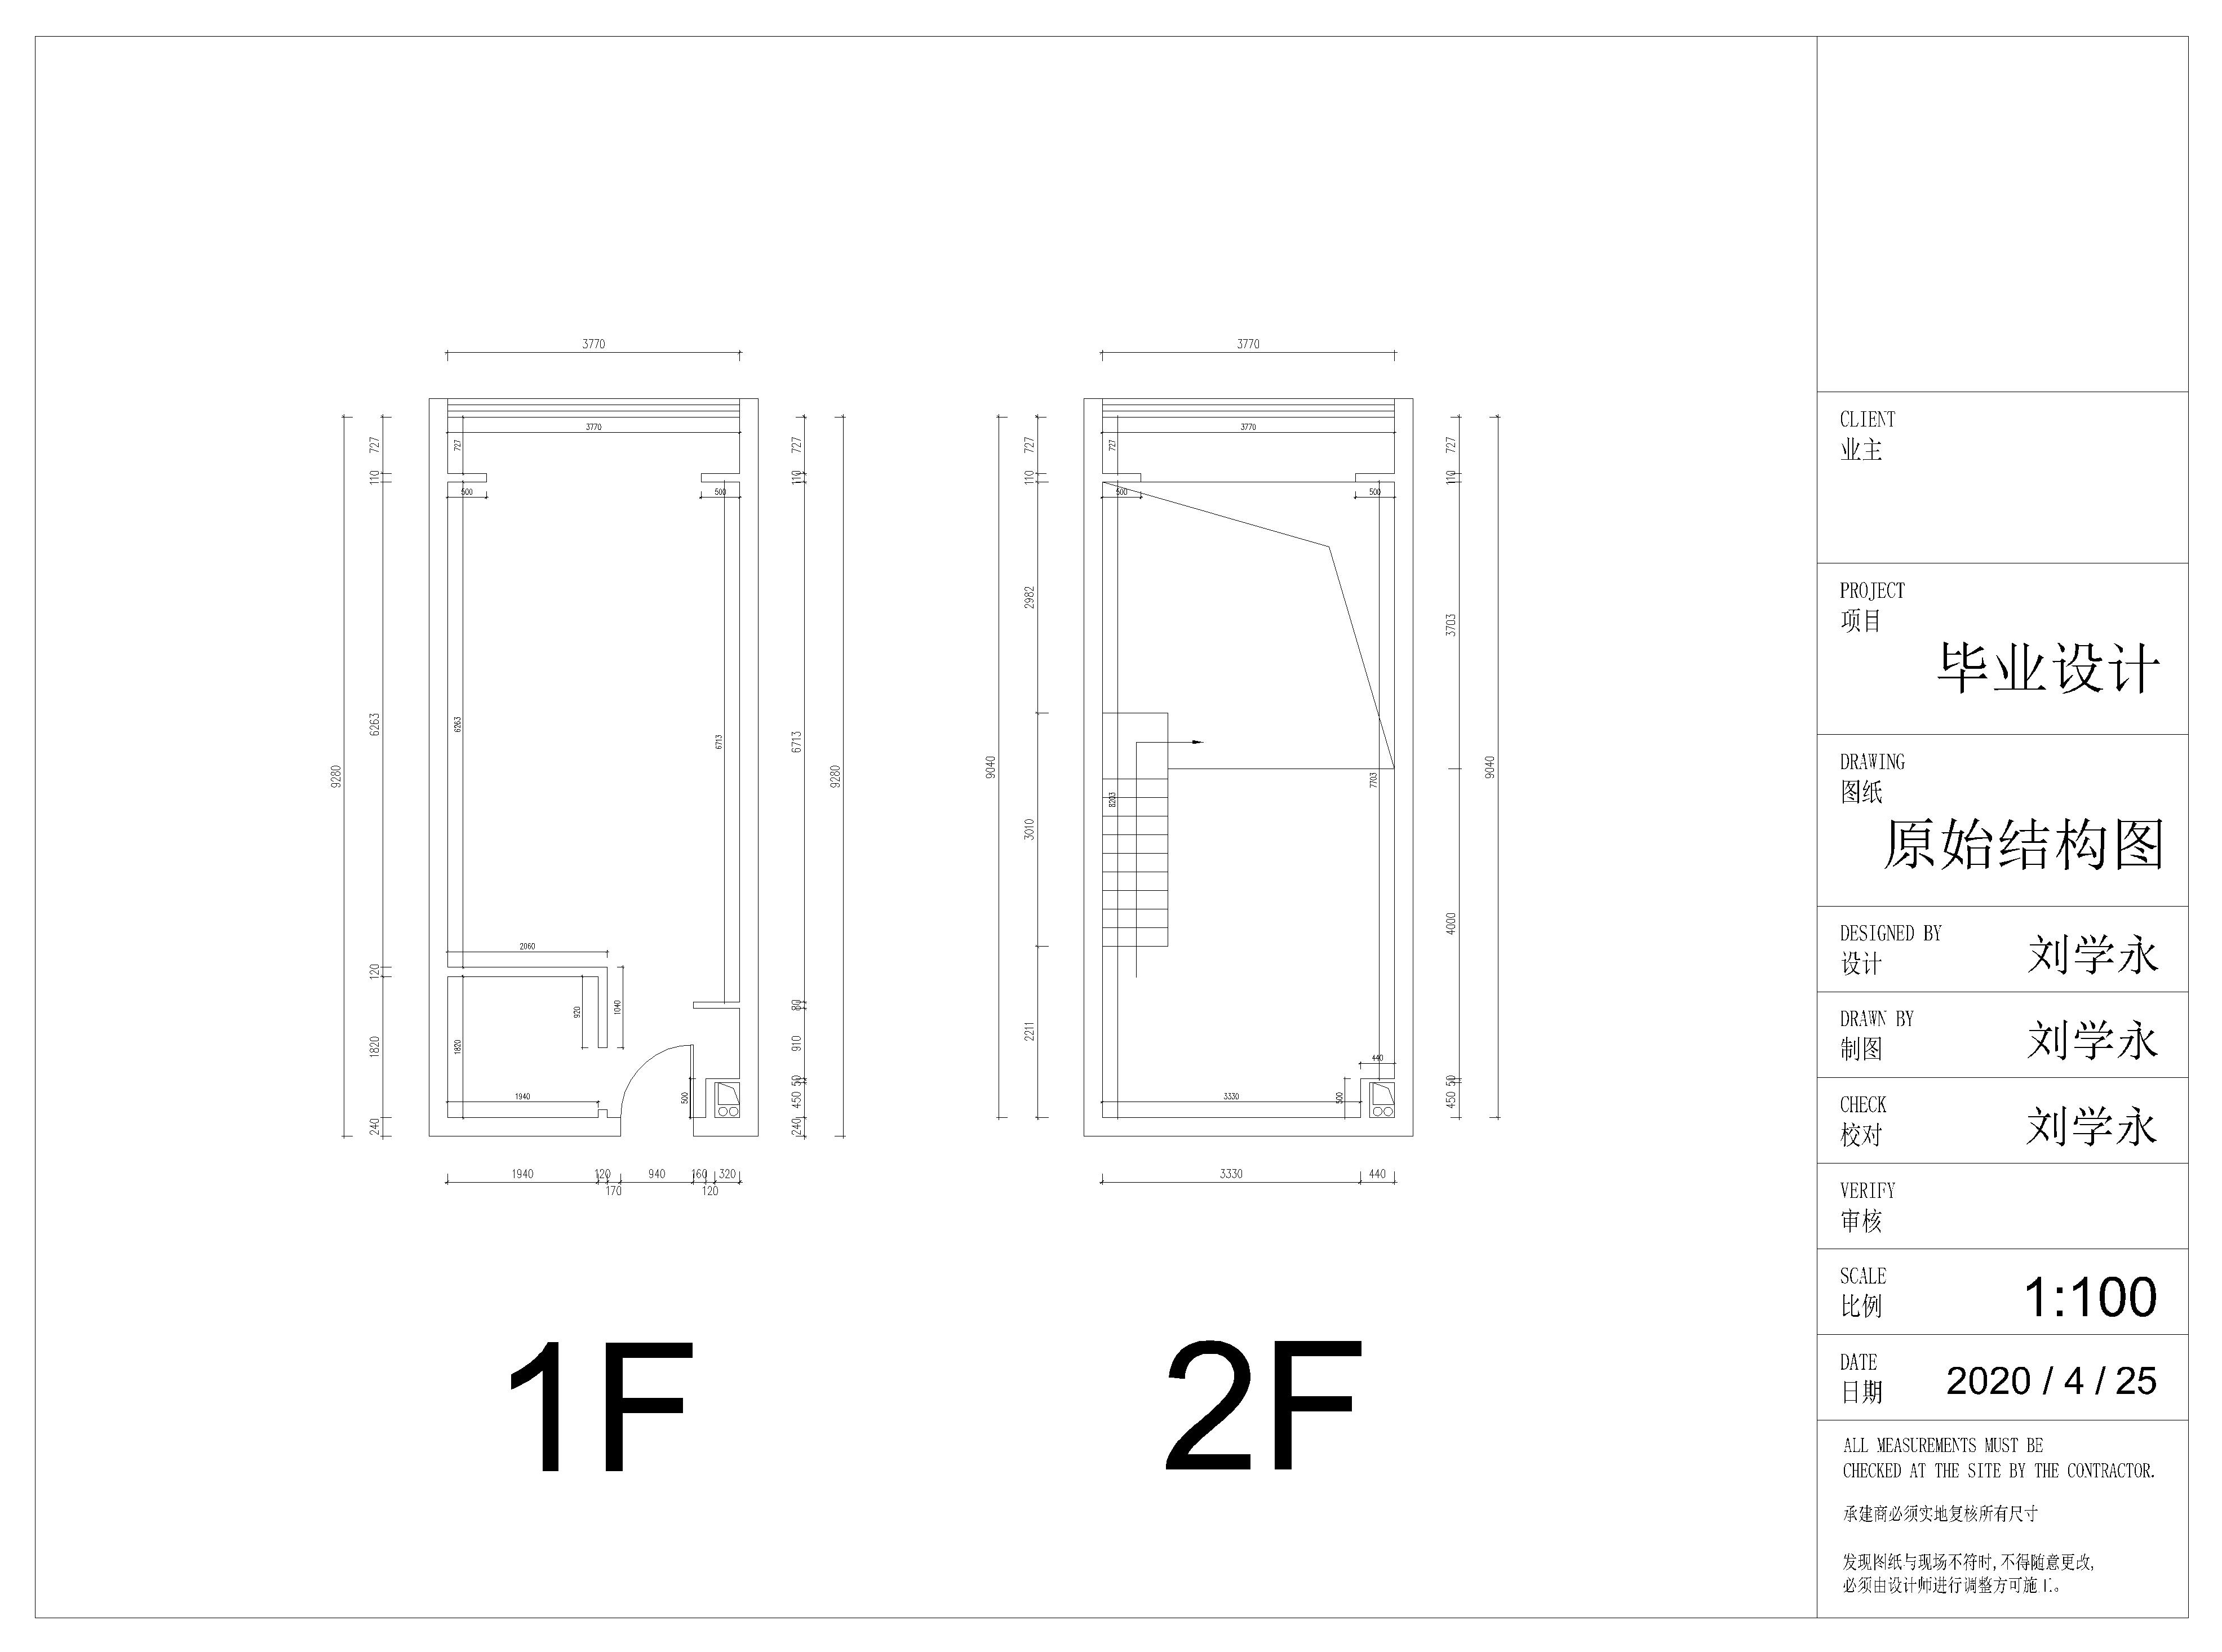 3770
3770
727
110
6263
120
1820
240
9280
3770
727
500
500
6263
6713
2060
920
1040
1820
1940
500
727
110
6713
80
910
50
450
240
9280
1940
120
170
940
160
120
320
1F
9040
727
110
2982
3010
2211
3770
727
500
500
8203
7703
440
3330
500
727
110
3703
4000
50
450
9040
3330
440
2F
CLIENT
业主
PROJECT
项目
毕业设计
DRAWING
图纸
原始结构图
DESIGNED BY
设计
刘学永
DRAWN BY
制图
刘学永
CHECK
校对
刘学永
VERIFY
审核
SCALE
比例
1:100
DATE
日期
2020 / 4 / 25
ALL MEASUREMENTS MUST BE
CHECKED AT THE SITE BY THE CONTRACTOR.
承建商必须实地复核所有尺寸
发现图纸与现场不符时,不得随意更改,
必须由设计师进行调整方可施工。